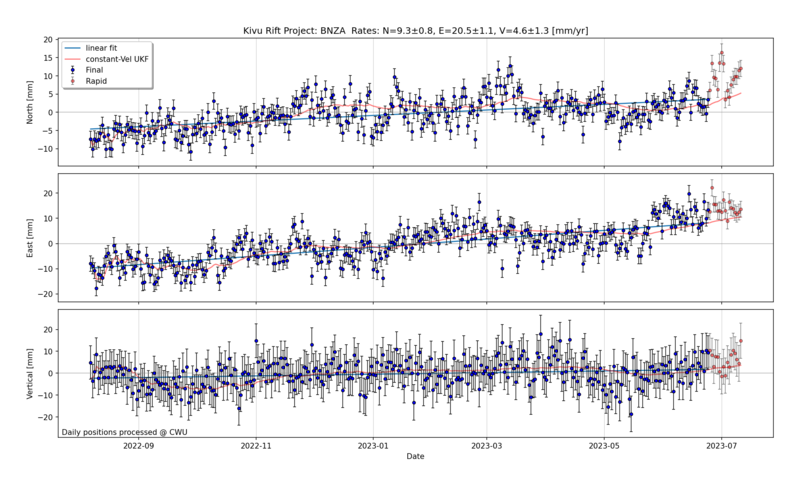 Kivu Rift Project: BNZA  Rates: N=9.3±0.8, E=20.5±1.1, V=4.6±1.3 [mm/yr]
linear fit
constant-Vel UKF
Final
Rapid
North [mm]
20
15
10
5
0
−5
−10
East [mm]
20
10
0
−10
−20
Vertical [mm]
20
10
0
−10
−20
Daily positions processed @ CWU
2022-09 2022-11 2023-01 2023-03 2023-05 2023-07
Date